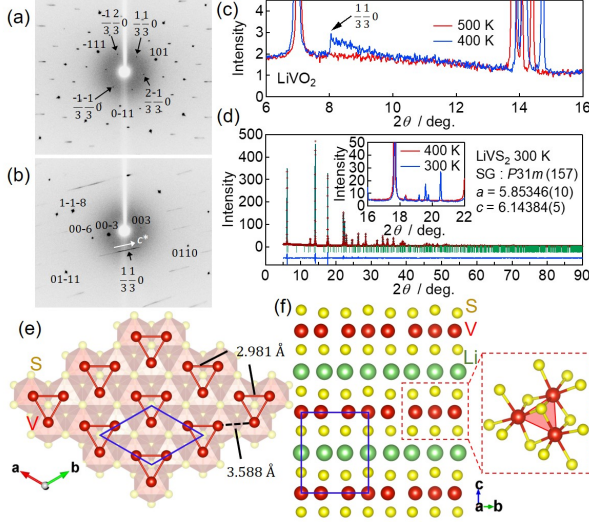 (a)
-1 2
3 3 0
1 1
3 3 0
-111
101
-1 -1
3 3 0
0-11
2 -1
3 3 0
(b)
1-1-8
00-6
00-3
003
c*
01-11
1 1
3 3 0
0110
(c)
Intensity
1 1
3 3 0
500 K
400 K
LiVO2
6 8 10 12 14 16
2θ / deg.
(d)
Intensity
500
400
300
200
100
0
400 K
300 K
16 18 20 22
2θ / deg.
LiVS2 300 K
SG : P31m (157)
a = 5.85346(10)
c = 6.14384(5)
0 10 20 30 40 50 60 70 80 90
2θ / deg.
(e)
S
V
2.981 Å
3.588 Å
a
b
(f)
S
V
Li
c
a
b